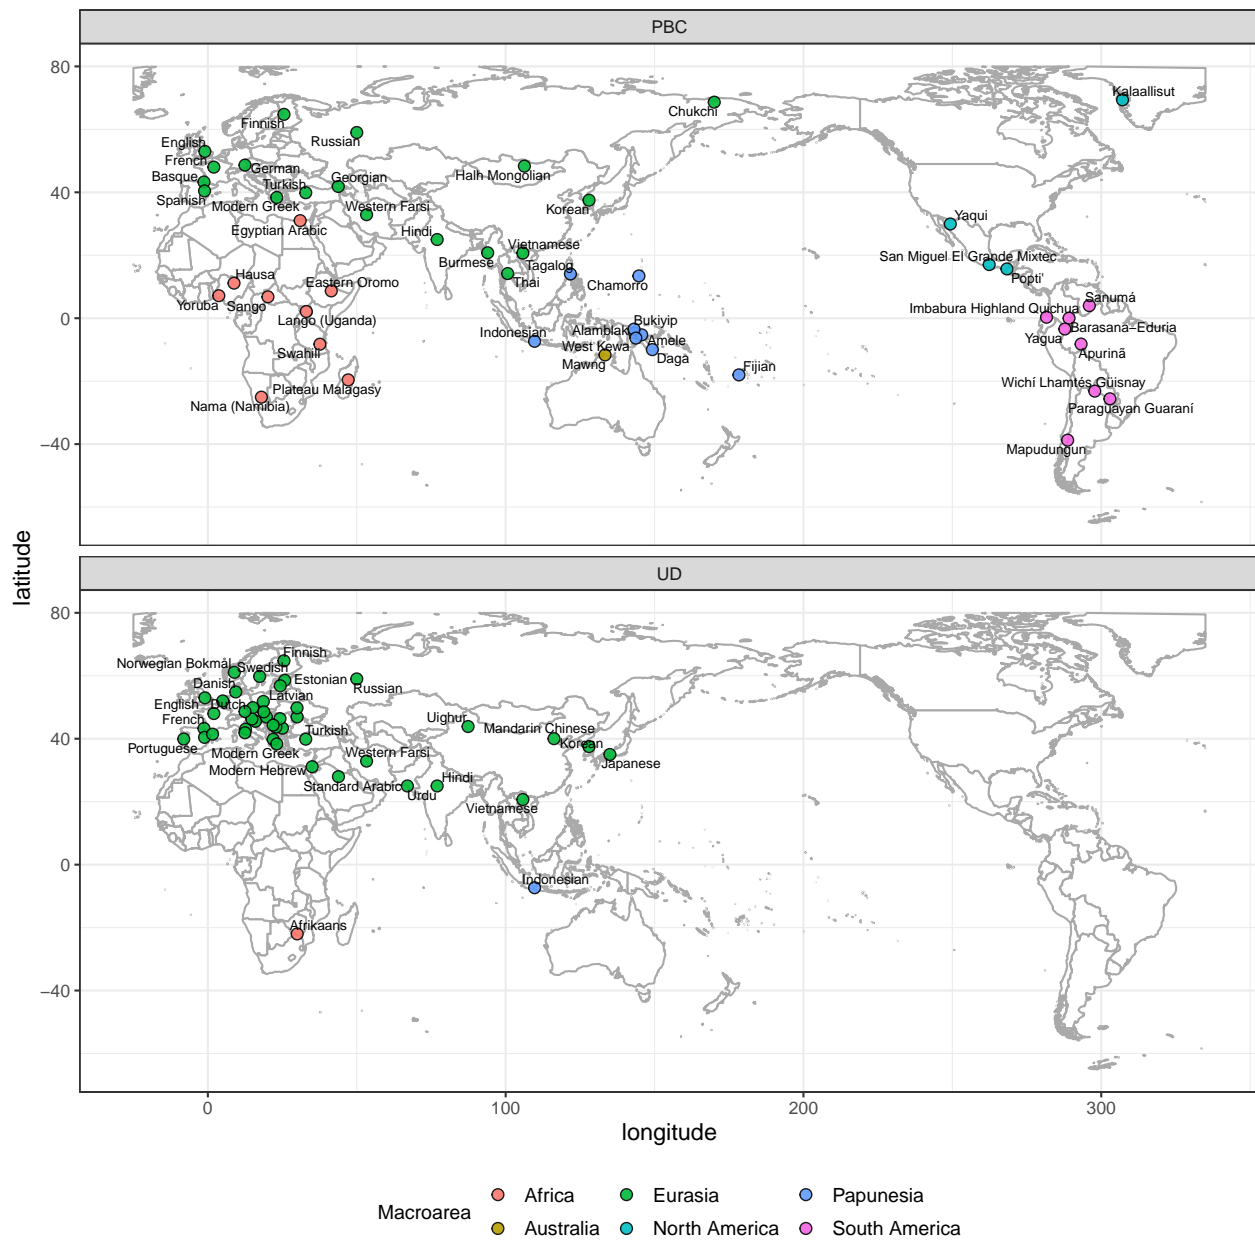 PBC
80
Kalaallisut
Chukchi
Finnish
Russian
English
French
German
Halh Mongolian
Basque
Turkish
Georgian
40
Spanish
Modern Greek
Western Farsi
Korean
Yaqui
Egyptian Arabic
Hindi
Vietnamese
Burmese
Tagalog
San Miguel El Grande Mixtec
Hausa
Eastern Oromo
Thai
Chamorro
Popti'
Yoruba
Sango
Sanumá
Imbabura Highland Quichua
0
Lango (Uganda)
Indonesian
Alamblak
Bukiyip
Barasana−Eduria
Yagua
Amele
West Kewa
Swahili
Daga
Apurinã
Mawng
Fijian
Plateau Malagasy
Wichí Lhamtés Güisnay
Nama (Namibia)
Paraguayan Guaraní
−40
Mapudungun
latitude
UD
80
Finnish
Norwegian Bokmål
Swedish
Danish
Estonian
Russian
English
Dutch
Latvian
French
Uighur
Mandarin Chinese
Turkish
40
Portuguese
Korean
Modern Greek
Western Farsi
Japanese
Modern Hebrew
Hindi
Standard Arabic
Urdu
Vietnamese
0
Indonesian
Afrikaans
−40
0
100
200
300
longitude
Macroarea
Africa
Eurasia
Papunesia
Australia
North America
South America